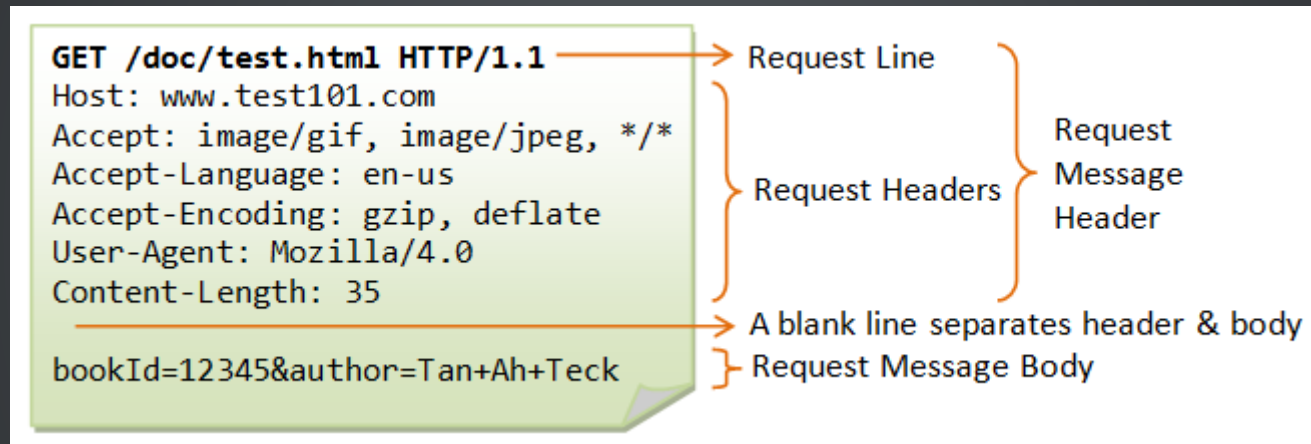 GET /doc/test.html HTTP/1.1
Request Line
Host: www.test101.com
Accept: image/gif, image/jpeg, */*
Accept-Language: en-us
Accept-Encoding: gzip, deflate
User-Agent: Mozilla/4.0
Content-Length: 35
Request Headers
Request
Message
Header
A blank line separates header & body
bookId=12345&author=Tan+Ah+Teck
Request Message Body